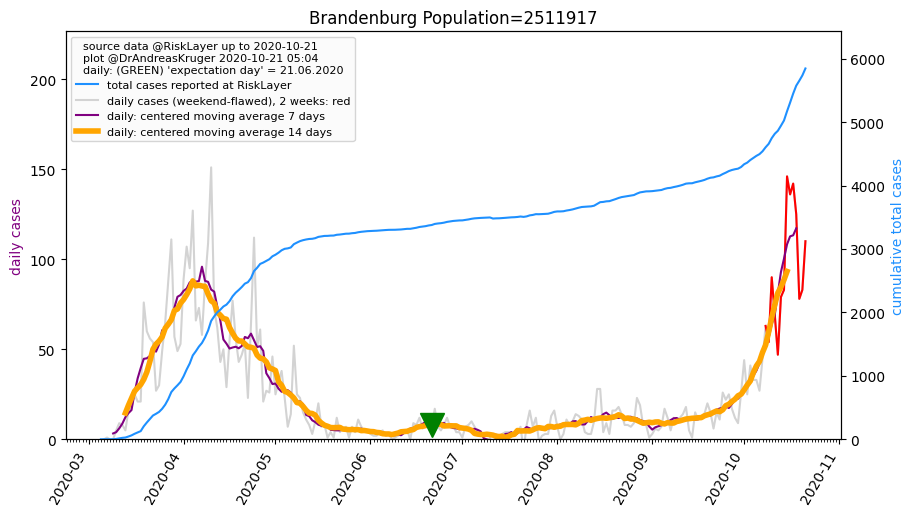 Brandenburg Population=2511917
source data @RiskLayer up to 2020-10-21
plot @DrAndreasKruger 2020-10-21 05:04
daily: (GREEN) 'expectation day' = 21.06.2020
total cases reported at RiskLayer
daily cases (weekend-flawed), 2 weeks: red
daily: centered moving average 7 days
daily: centered moving average 14 days
daily cases
200
150
100
50
0
cumulative total cases
6000
5000
4000
3000
2000
1000
0
2020-03
2020-04
2020-05
2020-06
2020-07
2020-08
2020-09
2020-10
2020-11